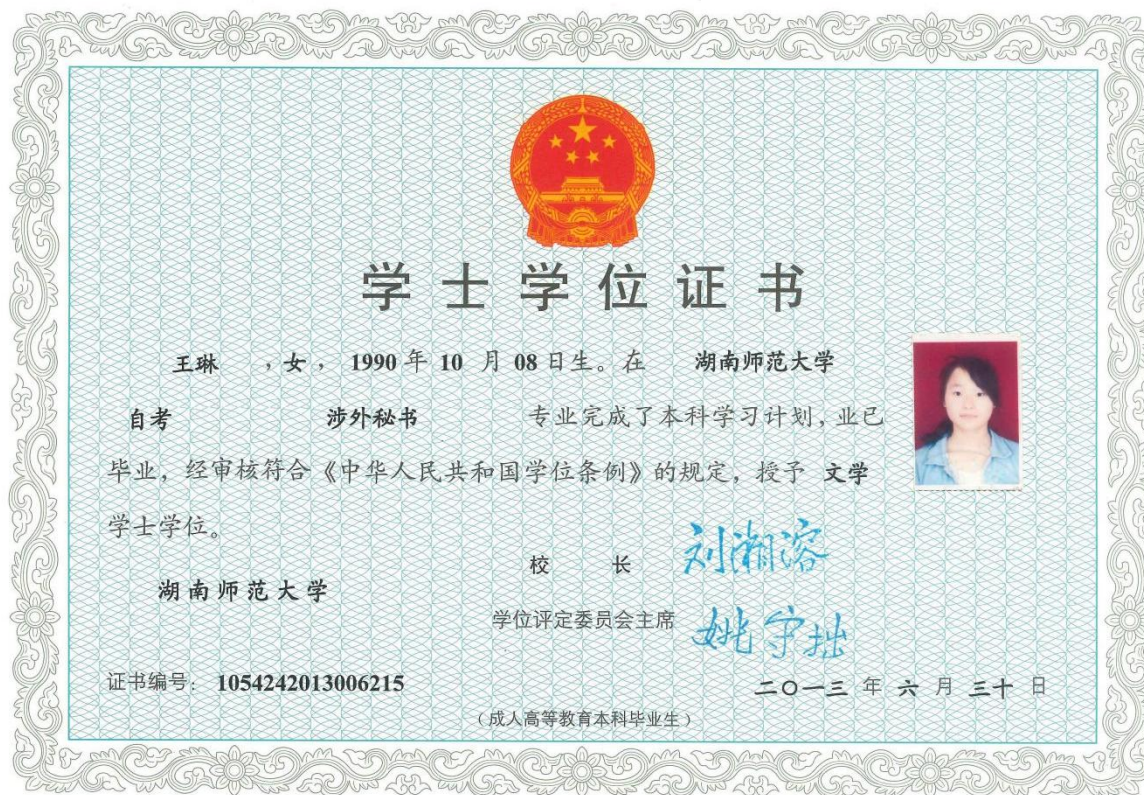 学士学位证书
王琳 ，女， 1990 年 10 月 08 日生。在 湖南师范大学
自考 涉外秘书 专业完成了本科学习计划，业已
毕业，经审核符合《中华人民共和国学位条例》的规定，授予 文学
学士学位。
校 长 刘湘溶
湖南师范大学
学位评定委员会主席 姚守拙
证书编号： 1054242013006215
二〇一三 年 六 月 三十 日
（成人高等教育本科毕业生）